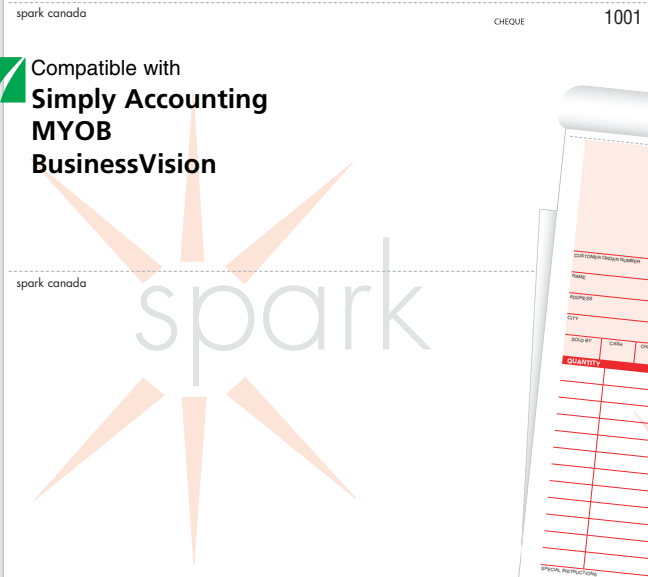 spark canada
CHEQUE 1001
Compatible with
Simply Accounting
MYOB
BusinessVision
spark canada
spark
CUSTOMER ORDER NUMBER
NAME
ADDRESS
CITY
SOLD BY CASH
QUANTITY
SPECIAL INSTRUCTIONS